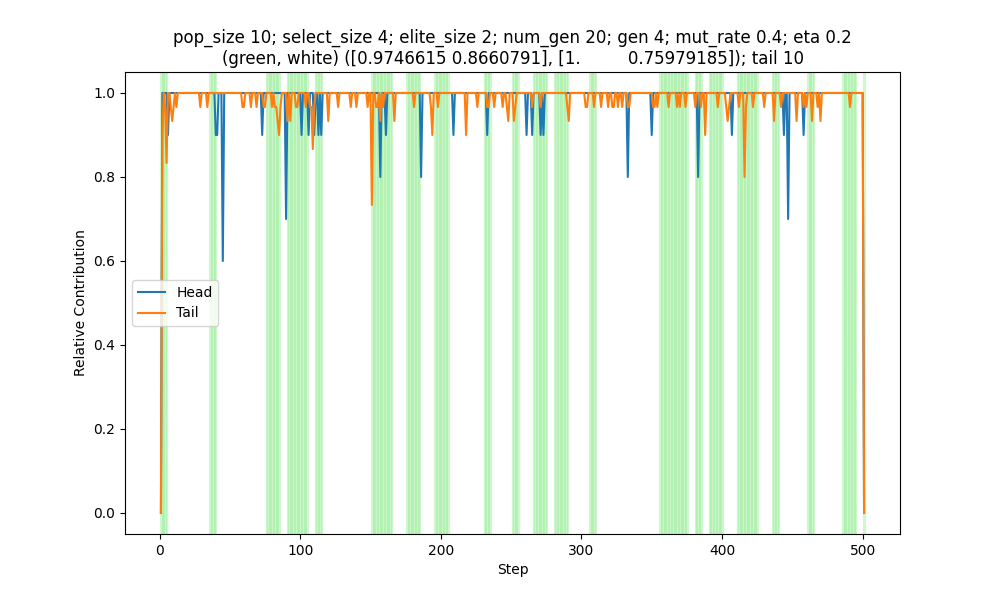 pop_size 10; select_size 4; elite_size 2; num_gen 20; gen 4; mut_rate 0.4; eta 0.2
(green, white) ([0.9746615 0.8660791], [1.         0.75979185]); tail 10
1.0
0.8
0.6
0.4
0.2
0.0
Relative Contribution
Head
Tail
0
100
200
300
400
500
Step